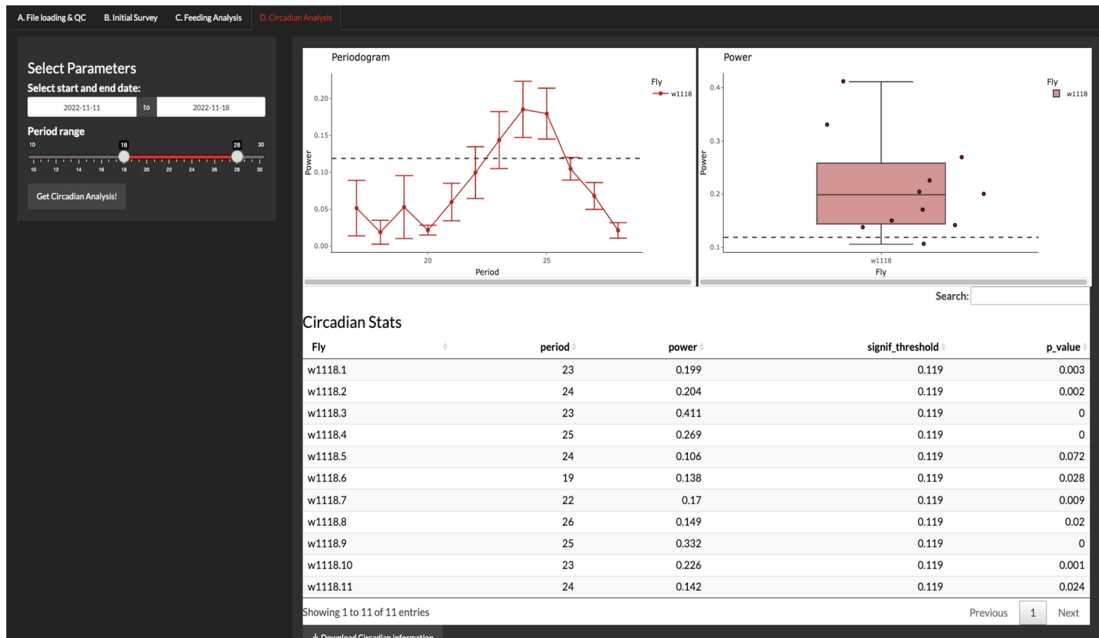 A. File loading & QC B. Initial Survey C. Feeding Analysis D. Circadian Analysis
Select Parameters
Select start and end date:
2022-11-11 to 2022-11-18
Period range
10 18 28 30
10 12 14 16 18 20 22 24 26 28 30
Get Circadian Analysis!
Periodogram
Fly
w1118
0.20
0.15
0.10
0.05
0.00
Power
20 25
Period
Power
Fly
w1118
0.4
0.3
0.2
0.1
Power
w1118
Fly
Search:
Circadian Stats
Fly period power signif_threshold p_value
w1118.1 23 0.199 0.119 0.003
w1118.2 24 0.204 0.119 0.002
w1118.3 23 0.411 0.119 0
w1118.4 25 0.269 0.119 0
w1118.5 24 0.106 0.119 0.072
w1118.6 19 0.138 0.119 0.028
w1118.7 22 0.17 0.119 0.009
w1118.8 26 0.149 0.119 0.02
w1118.9 25 0.332 0.119 0
w1118.10 23 0.226 0.119 0.001
w1118.11 24 0.142 0.119 0.024
Showing 1 to 11 of 11 entries Previous 1 Next
Download Circadian information